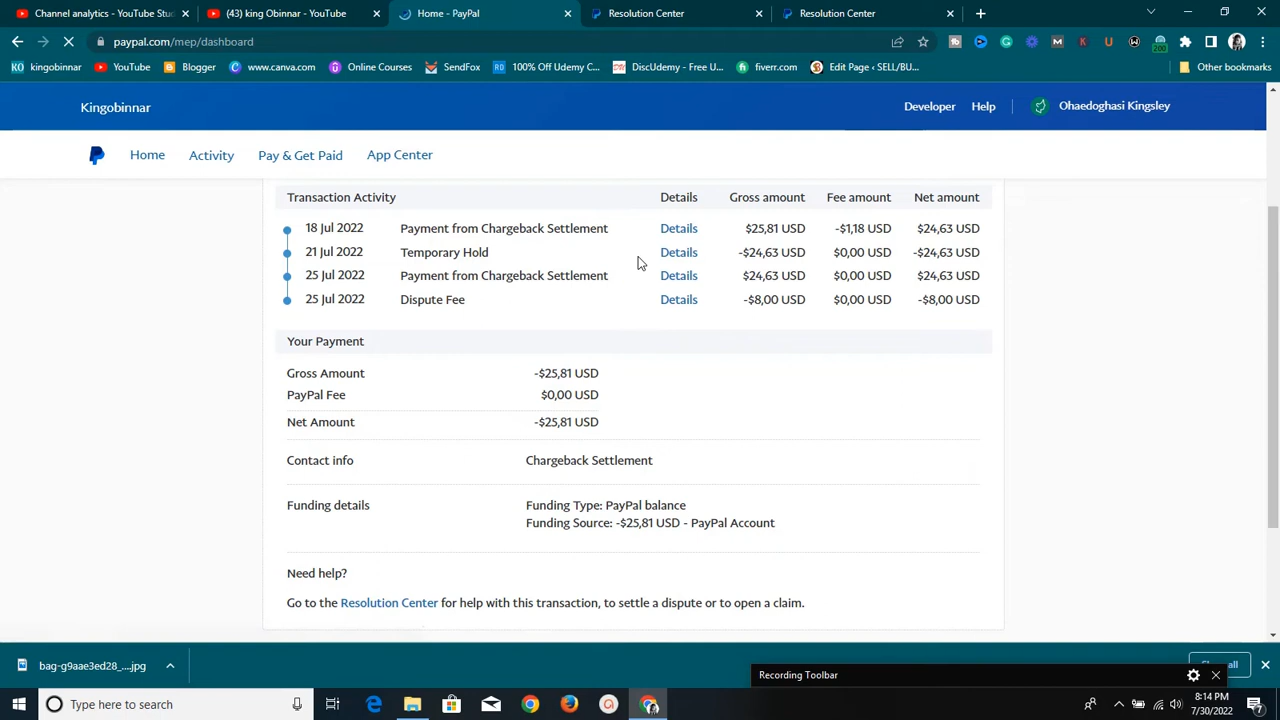 Channel analytics - YouTube Stud
(43) king Obinnar - YouTube
Home - PayPal
Resolution Center
Resolution Center
paypal.com/mep/dashboard
kingobinnar
YouTube
Blogger
www.canva.com
Online Courses
SendFox
100% Off Udemy C...
DiscUdemy - Free U...
fiverr.com
Edit Page ‹ SELL/BU...
Other bookmarks
Kingobinnar
Developer
Help
Ohaedoghasi Kingsley
Home
Activity
Pay & Get Paid
App Center
Transaction Activity Details Gross amount Fee amount Net amount
18 Jul 2022 Payment from Chargeback Settlement Details $25,81 USD -$1,18 USD $24,63 USD
21 Jul 2022 Temporary Hold Details -$24,63 USD $0,00 USD -$24,63 USD
25 Jul 2022 Payment from Chargeback Settlement Details $24,63 USD $0,00 USD $24,63 USD
25 Jul 2022 Dispute Fee Details -$8,00 USD $0,00 USD -$8,00 USD
Your Payment
Gross Amount -$25,81 USD
PayPal Fee $0,00 USD
Net Amount -$25,81 USD
Contact info Chargeback Settlement
Funding details Funding Type: PayPal balance
Funding Source: -$25,81 USD - PayPal Account
Need help?
Go to the Resolution Center for help with this transaction, to settle a dispute or to open a claim.
bag-g9aae3ed28_....jpg
Recording Toolbar
Type here to search
8:14 PM
7/30/2022